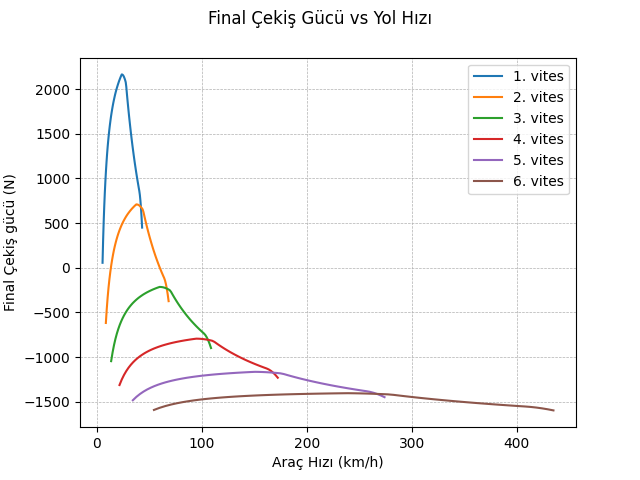 Final Çekiş Gücü vs Yol Hızı
Final Çekiş gücü (N)
2000
1500
1000
500
0
−500
−1000
−1500
1. vites
2. vites
3. vites
4. vites
5. vites
6. vites
0 100 200 300 400
Araç Hızı (km/h)